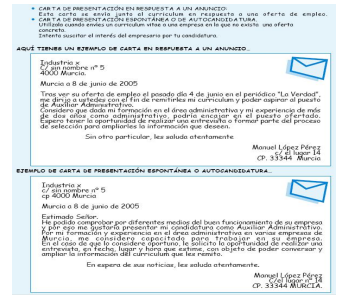 CARTA DE PRESENTACIÓN EN RESPUESTA A UN ANUNCIO:
Esta carta se envía junto al curriculum en respuesta a una oferta de empleo.
CARTA DE PRESENTACIÓN ESPONTÁNEA O DE AUTOCANDIDATURA.
Utilízala cuando envíes un curriculum vitae a una empresa en la que no existe una oferta
concreta.
Intenta suscitar el interés del empresario por tu candidatura.
AQUÍ TIENES UN EJEMPLO DE CARTA EN RESPUESTA A UN ANUNCIO...
Industria x
C/ sin nombre nº 5
4000 Murcia.
Murcia a 8 de junio de 2005
Tras ver su oferta de empleo el pasado día 4 de junio en el periódico "La Verdad",
me dirijo a ustedes con el fin de remitirles mi curriculum y poder aspirar al puesto
de Auxiliar Administrativo.
Considero que dada mi formación en el área administrativa y mi experiencia de más
de dos años como administrativo, podría encajar en el puesto ofertado.
Espero tener la oportunidad de realizar una entrevista o formar parte del proceso
de selección para ampliarles la información que deseen.
Sin otro particular, les saluda atentamente
Manuel López Pérez
c/ el lugar 14
CP. 33344 Murcia
EJEMPLO DE CARTA DE PRESENTACIÓN ESPONTÁNEA O AUTOCANDIDATURA...
Industria x
c/ sin nombre nº 5
cp 4000 Murcia
Murcia a 8 de junio de 2005
Estimado Señor.
He podido comprobar por diferentes medios del buen funcionamiento de su empresa
y por eso me gustaría presentar mi candidatura como Auxiliar Administrativo.
Por mi formación y experiencia en el área administrativa en varias empresas de
Murcia, me considero capacitado para trabajar en su empresa.
En el caso de que lo considere oportuno, le solicito la oportunidad de realizar una
entrevista, en fecha, lugar y hora que estime, con objeto de poder conversar y
ampliar la información del curriculum que les remito.
En espera de sus noticias, les saluda atentamente,
Manuel López Pérez
C/el lugar nº 14
CP. 33344 MURCIA.